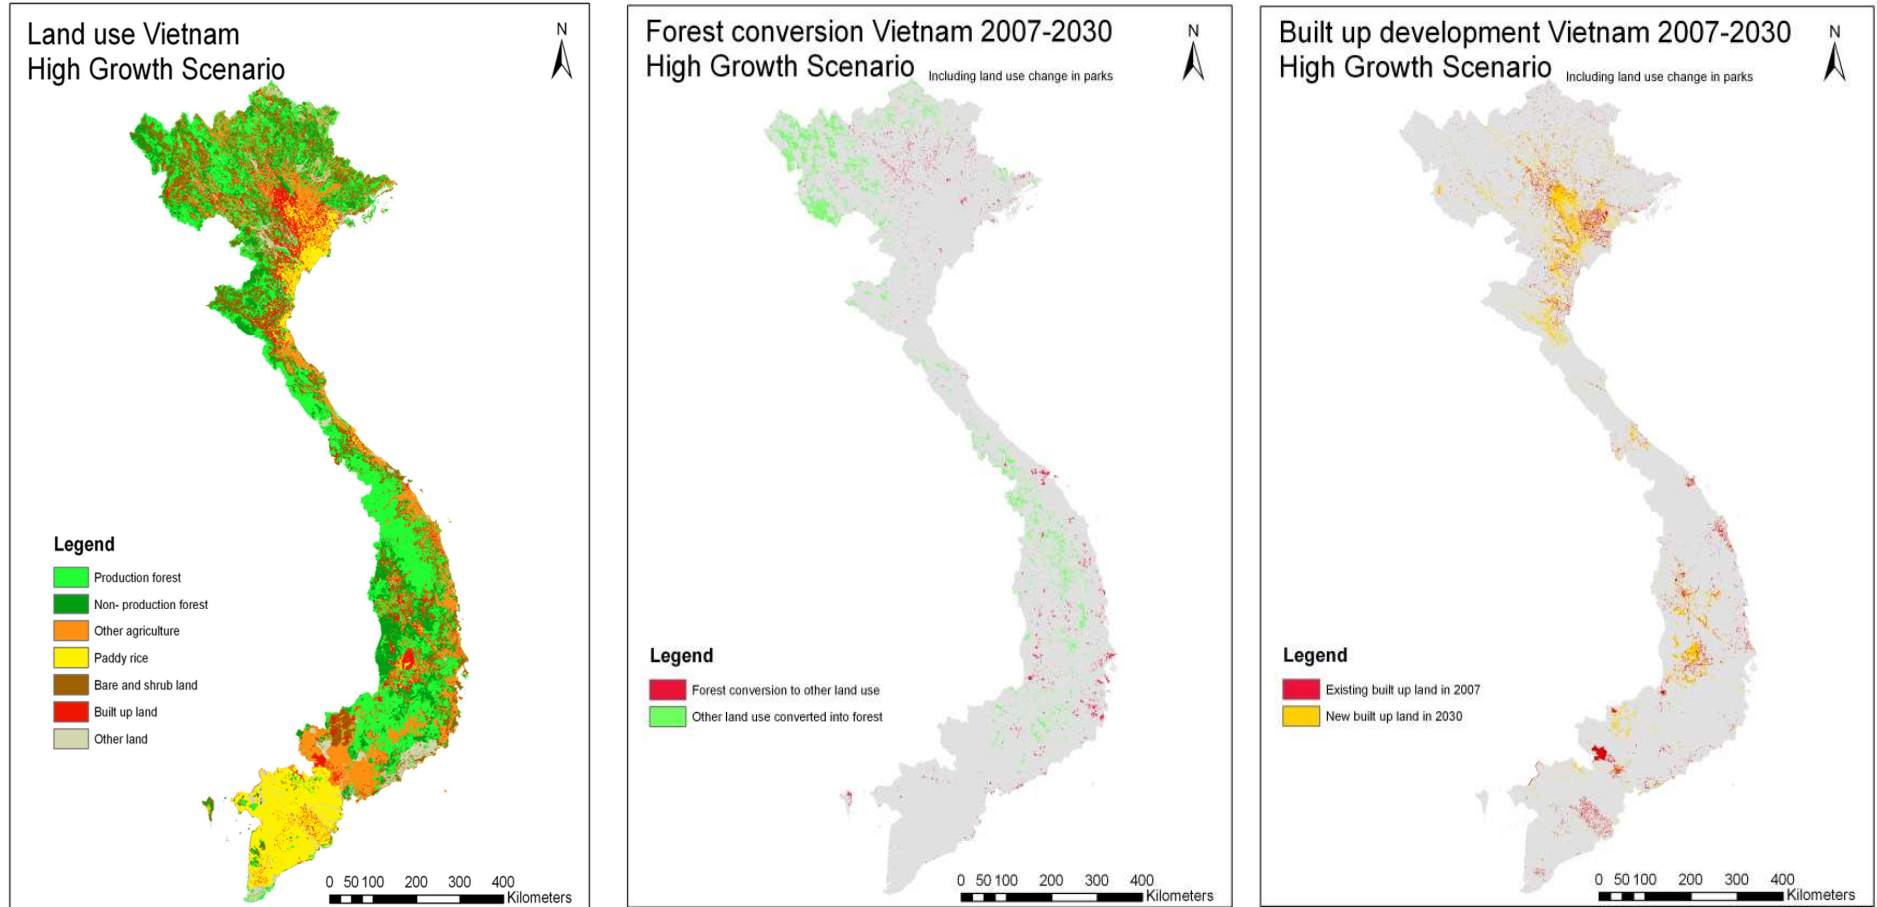 Land use Vietnam
High Growth Scenario
N
Legend
Production forest
Non- production forest
Other agriculture
Paddy rice
Bare and shrub land
Built up land
Other land
0 50 100 200 300 400
Kilometers
Forest conversion Vietnam 2007-2030
High Growth Scenario Including land use change in parks
N
Legend
Forest conversion to other land use
Other land use converted into forest
0 50 100 200 300 400
Kilometers
Built up development Vietnam 2007-2030
High Growth Scenario Including land use change in parks
N
Legend
Existing built up land in 2007
New built up land in 2030
0 50 100 200 300 400
Kilometers